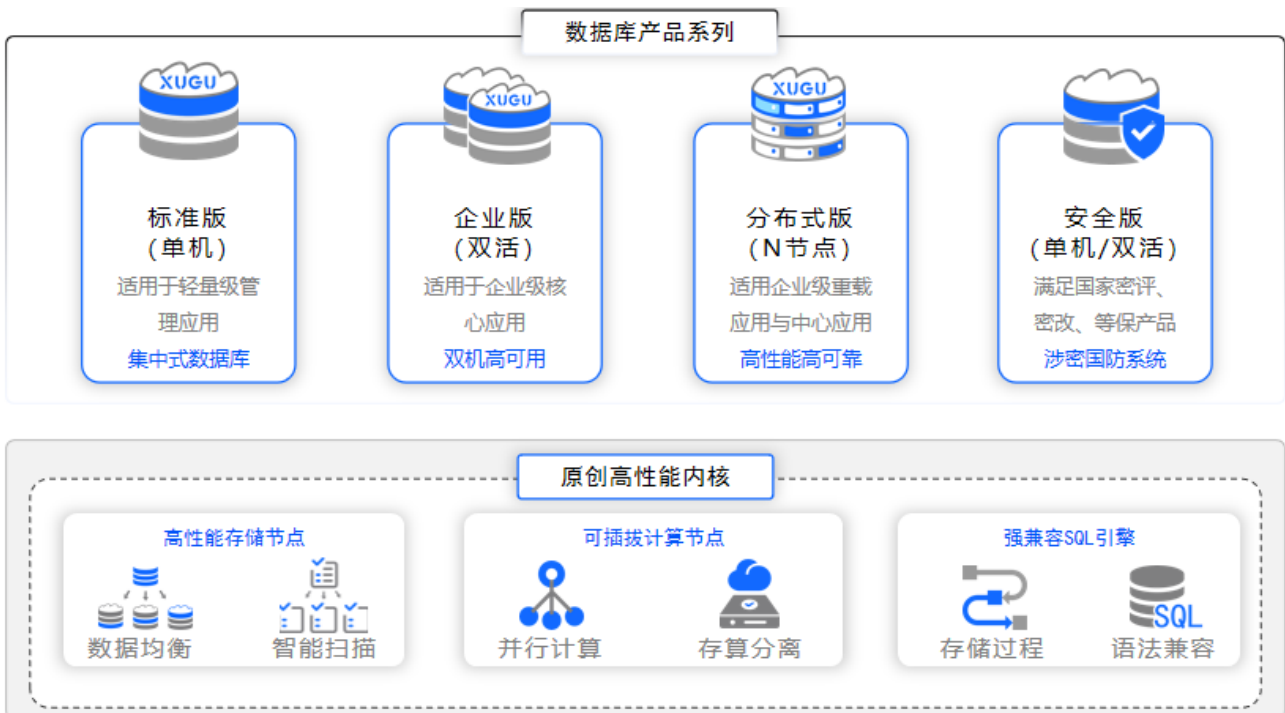 数据库产品系列
XUGU
XUGU
XUGU
标准版
(单机)
适用于轻量级管
理应用
集中式数据库
企业版
(双活)
适用于企业级核
心应用
双机高可用
分布式版
(N节点)
适用企业级重载
应用与中心应用
高性能高可靠
安全版
(单机/双活)
满足国家密评、
密改、等保产品
涉密国防系统
原创高性能内核
高性能存储节点
数据均衡
智能扫描
可插拔计算节点
并行计算
存算分离
强兼容SQL引擎
存储过程
SQL
语法兼容